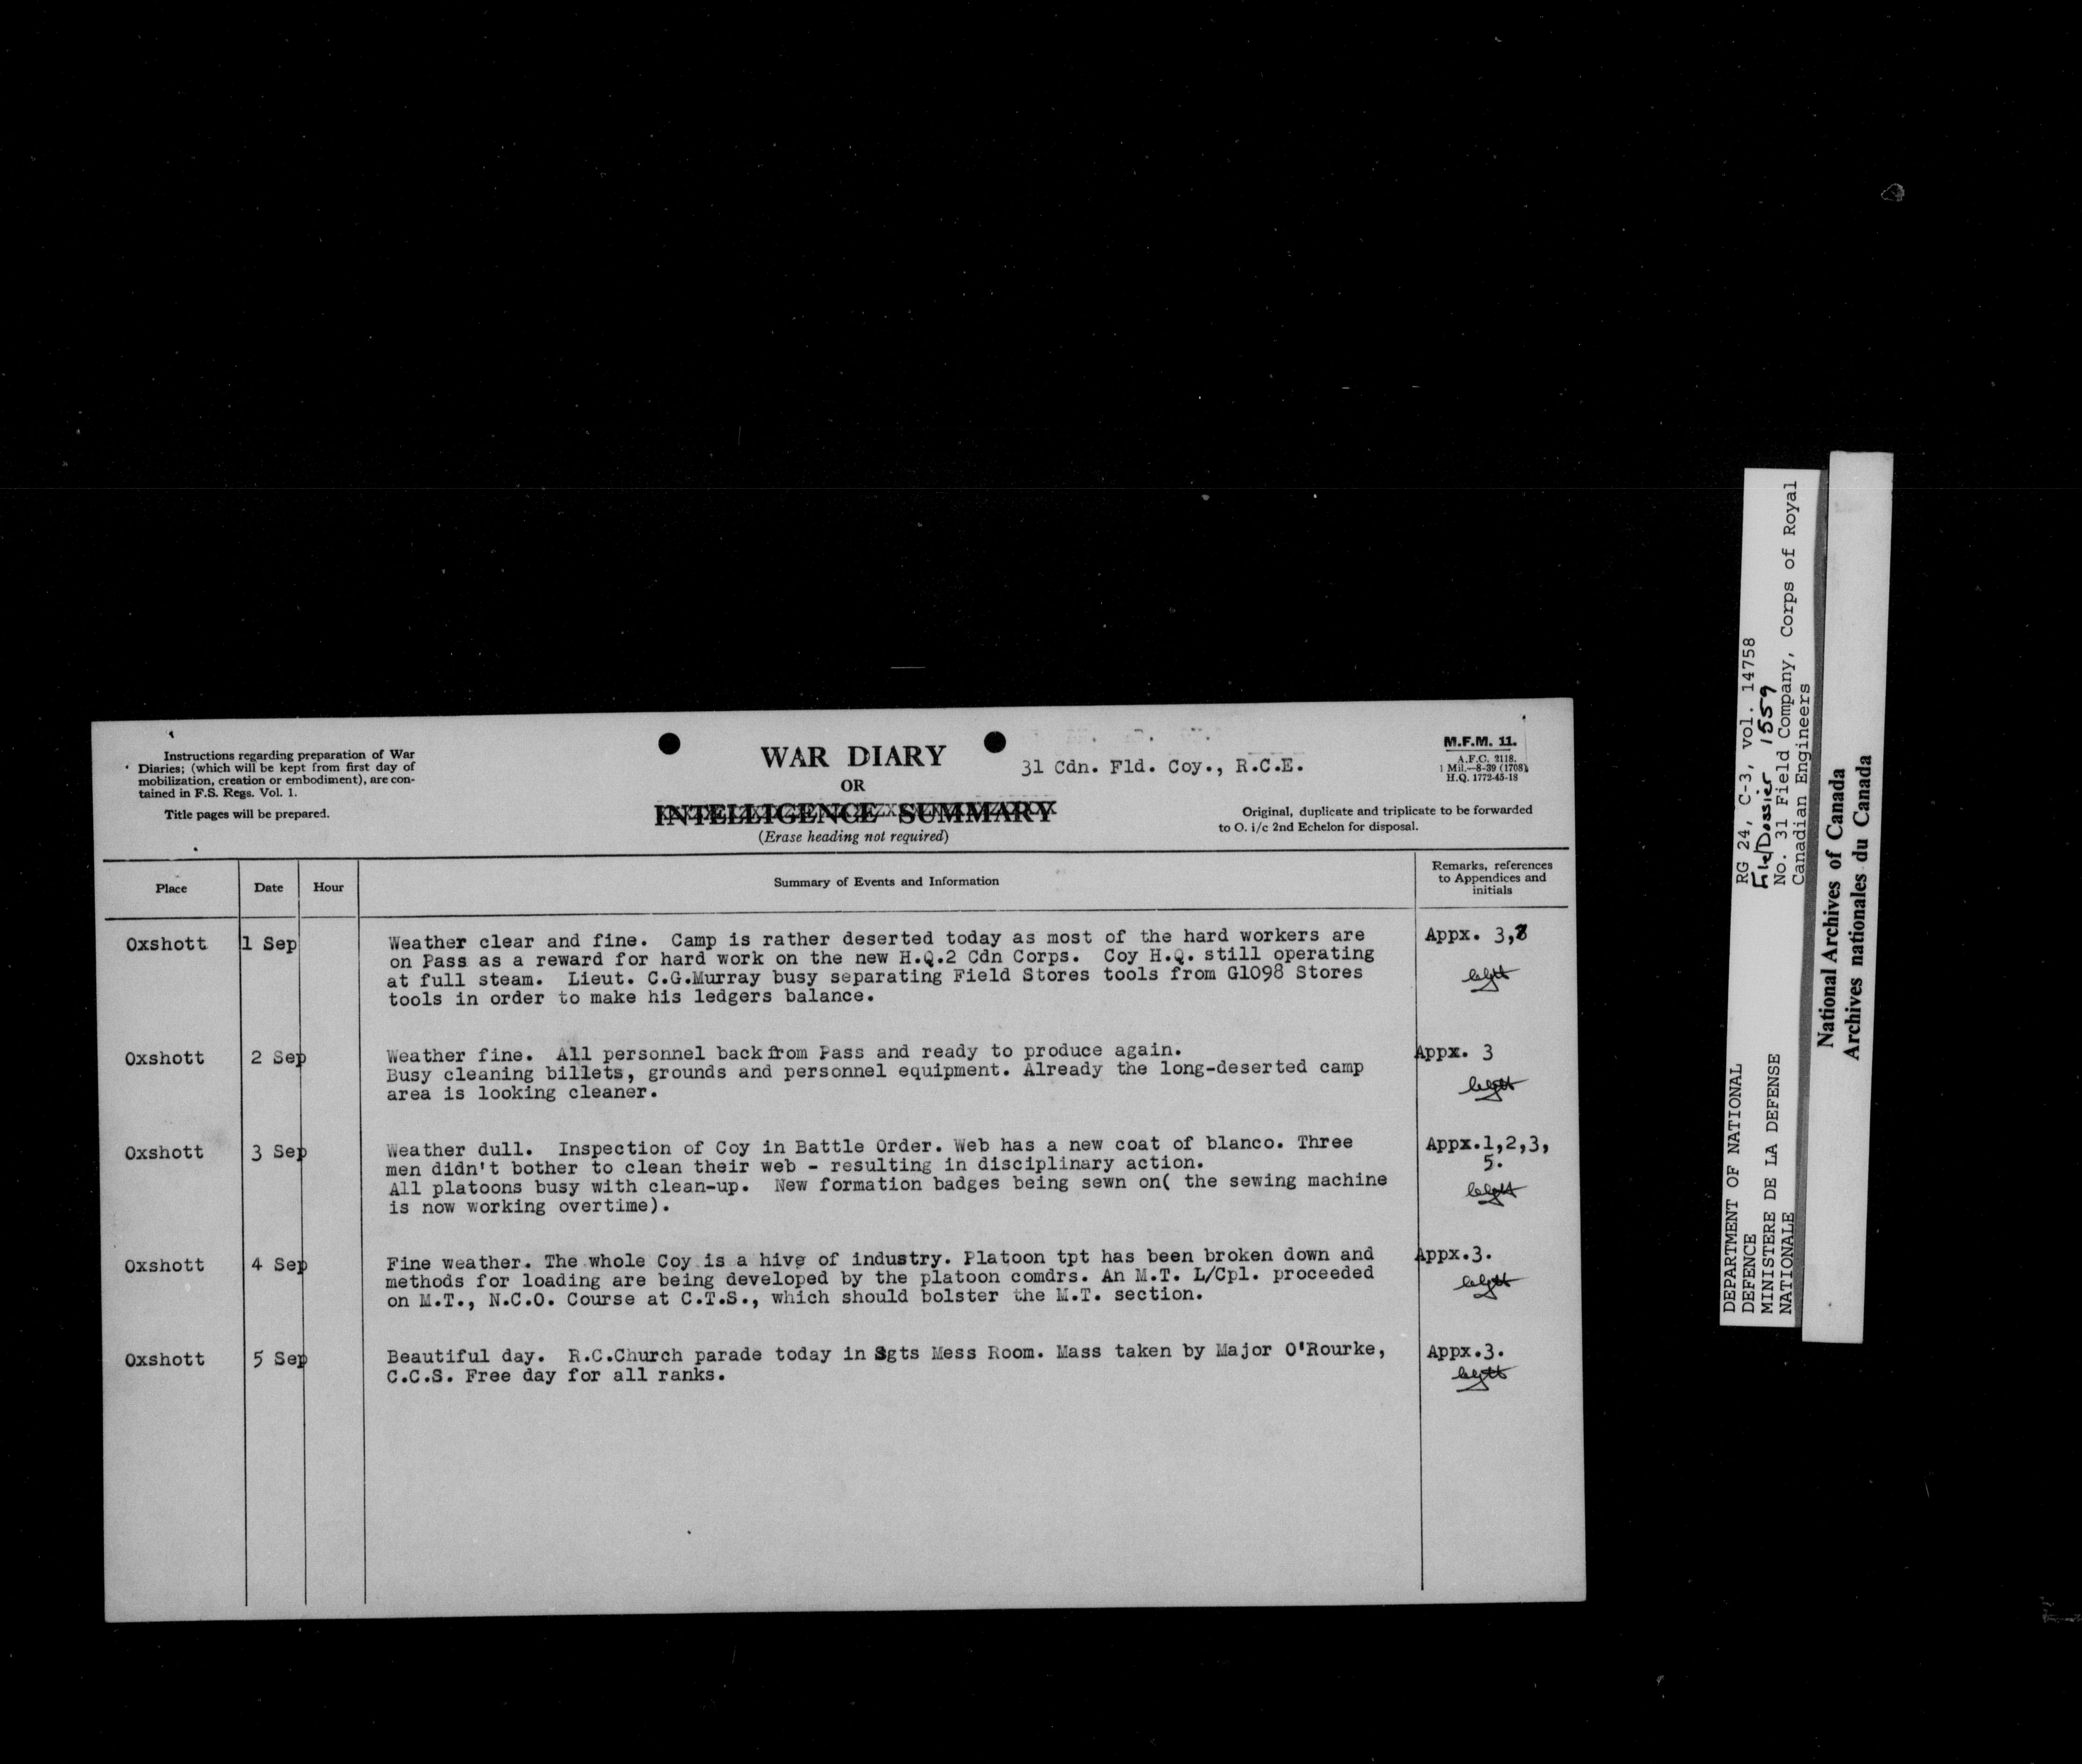 Instructions regarding preparation of War
Diaries; (which will be kept from first day of
mobilization, creation or embodiment), are con-
tained in F.S. Regs. Vol. 1.
Title pages will be prepared.
WAR DIARY
OR
INTELLIGENCE SUMMARY
(Erase heading not required)
31 Cdn. Fld. Coy., R.C.E.
M.F.M. 11.
A.F.C. 2118.
1 Mil.—8-39 (1708)
H.Q. 1772-45-18
Original, duplicate and triplicate to be forwarded
to O. i/c 2nd Echelon for disposal.
Place Date Hour Summary of Events and Information Remarks, references
to Appendices and
initials
Oxshott 1 Sep Weather clear and fine. Camp is rather deserted today as most of the hard workers are Appx. 3,8
on Pass as a reward for hard work on the new H.Q.2 Cdn Corps. Coy H.Q. still operating
at full steam. Lieut. C.G.Murray busy separating Field Stores tools from G1098 Stores
tools in order to make his ledgers balance.
Oxshott 2 Sep Weather fine. All personnel back from Pass and ready to produce again. Appx. 3
Busy cleaning billets, grounds and personnel equipment. Already the long-deserted camp
area is looking cleaner.
Oxshott 3 Sep Weather dull. Inspection of Coy in Battle Order. Web has a new coat of blanco. Three Appx.1,2,3,
men didn't bother to clean their web - resulting in disciplinary action. 5.
All platoons busy with clean-up. New formation badges being sewn on( the sewing machine
is now working overtime).
Oxshott 4 Sep Fine weather. The whole Coy is a hive of industry. Platoon tpt has been broken down and Appx.3.
methods for loading are being developed by the platoon comdrs. An M.T. L/Cpl. proceeded
on M.T., N.C.O. Course at C.T.S., which should bolster the M.T. section.
Oxshott 5 Sep Beautiful day. R.C.Church parade today in Sgts Mess Room. Mass taken by Major O'Rourke, Appx.3.
C.C.S. Free day for all ranks.
DEPARTMENT OF NATIONAL
DEFENCE
MINISTERE DE LA DEFENSE
NATIONALE
RG 24, C-3, vol. 14758
File/Dossier 1559
No. 31 Field Company, Corps of Royal
Canadian Engineers
National Archives of Canada
Archives nationales du Canada